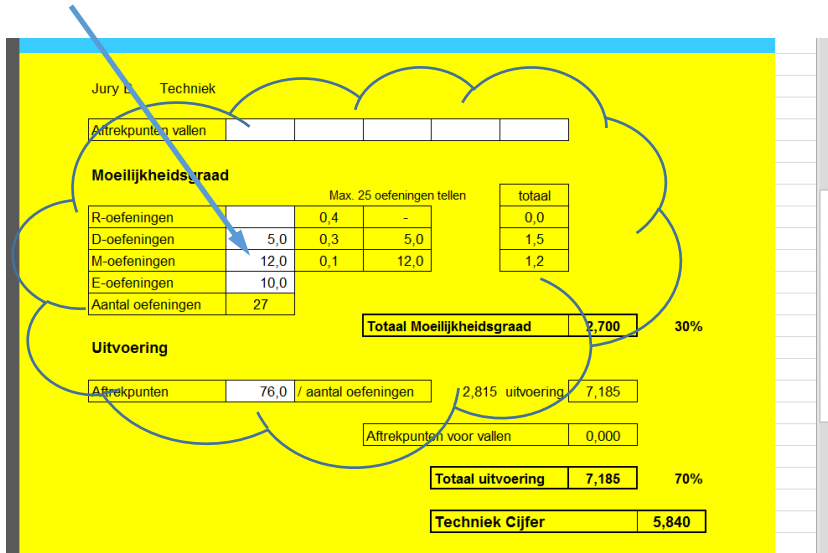 Jury B Techniek
Aftrekpunten vallen
Moeilijkheidsgraad
Max. 25 oefeningen tellen totaal
R-oefeningen 0,4 - 0,0
D-oefeningen 5,0 0,3 5,0 1,5
M-oefeningen 12,0 0,1 12,0 1,2
E-oefeningen 10,0
Aantal oefeningen 27
Totaal Moeilijkheidsgraad 2,700 30%
Uitvoering
Aftrekpunten 76,0 / aantal oefeningen 2,815 uitvoering 7,185
Aftrekpunten voor vallen 0,000
Totaal uitvoering 7,185 70%
Techniek Cijfer 5,840